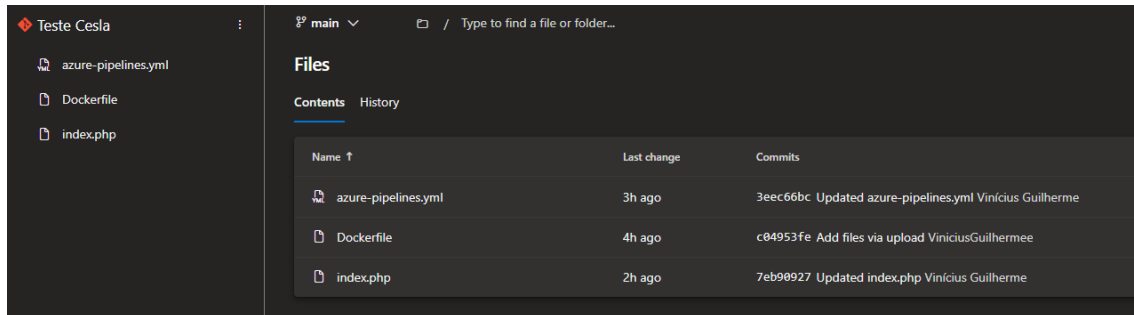 Teste Cesla
azure-pipelines.yml
Dockerfile
index.php
main
/ Type to find a file or folder...
Files
Contents History
Name ↑ Last change Commits
YML azure-pipelines.yml 3h ago 3eec66bc Updated azure-pipelines.yml Vinícius Guilherme
Dockerfile 4h ago c04953fe Add files via upload ViniciusGuilhermee
index.php 2h ago 7eb90927 Updated index.php Vinícius Guilherme